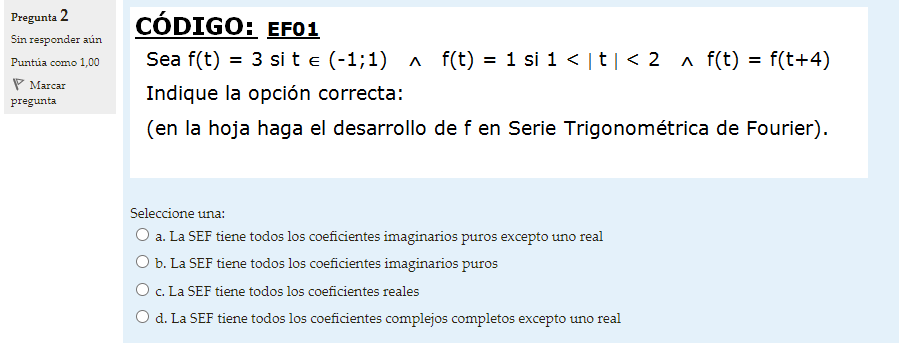 Pregunta 2
Sin responder aún
Puntúa como 1,00
Marcar
pregunta
CÓDIGO: EF01
Sea f(t) = 3 si t ϵ (-1;1) ∧ f(t) = 1 si 1 < | t | < 2 ∧ f(t) = f(t+4)
Indique la opción correcta:
(en la hoja haga el desarrollo de f en Serie Trigonométrica de Fourier).
Seleccione una:
a. La SEF tiene todos los coeficientes imaginarios puros excepto uno real
b. La SEF tiene todos los coeficientes imaginarios puros
c. La SEF tiene todos los coeficientes reales
d. La SEF tiene todos los coeficientes complejos completos excepto uno real